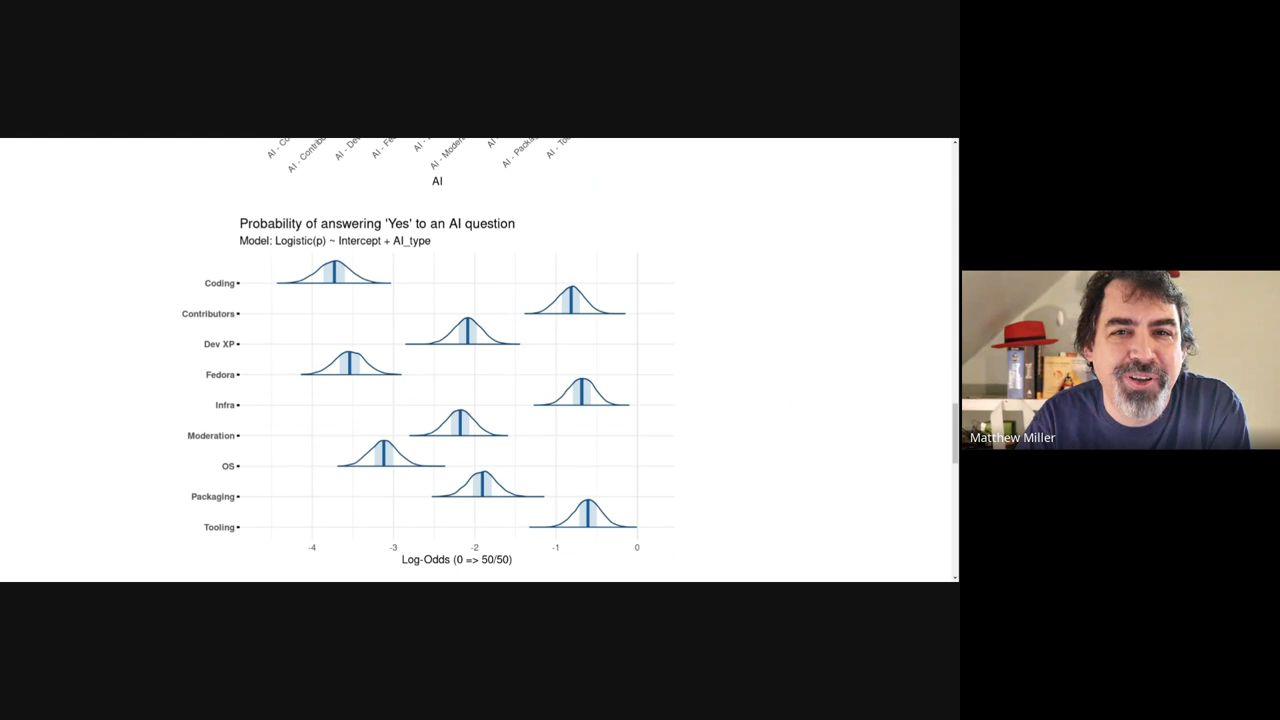 AI
Probability of answering 'Yes' to an AI question
Model: Logistic(p) ~ Intercept + AI_type
Coding
Contributors
Dev XP
Fedora
Infra
Moderation
OS
Packaging
Tooling
-4 -3 -2 -1 0
Log-Odds (0 => 50/50)
Matthew Miller